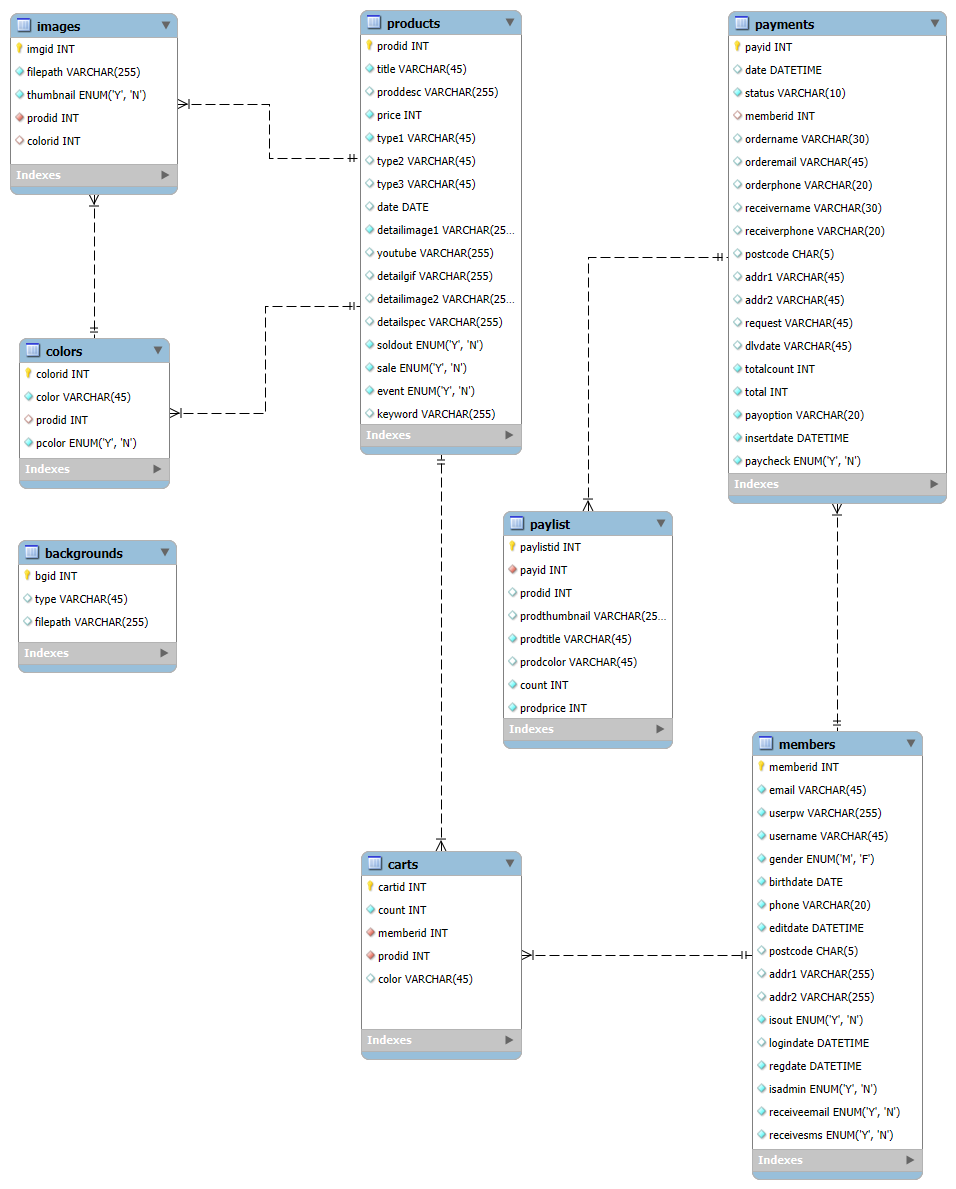 images
imgid INT
filepath VARCHAR(255)
thumbnail ENUM('Y', 'N')
prodid INT
colorid INT
Indexes
products
prodid INT
title VARCHAR(45)
proddesc VARCHAR(255)
price INT
type1 VARCHAR(45)
type2 VARCHAR(45)
type3 VARCHAR(45)
date DATE
detailimage1 VARCHAR(25...
youtube VARCHAR(255)
detailgif VARCHAR(255)
detailimage2 VARCHAR(25...
detailspec VARCHAR(255)
soldout ENUM('Y', 'N')
sale ENUM('Y', 'N')
event ENUM('Y', 'N')
keyword VARCHAR(255)
Indexes
payments
payid INT
date DATETIME
status VARCHAR(10)
memberid INT
ordername VARCHAR(30)
orderemail VARCHAR(45)
orderphone VARCHAR(20)
receivername VARCHAR(30)
receiverphone VARCHAR(20)
postcode CHAR(5)
addr1 VARCHAR(45)
addr2 VARCHAR(45)
request VARCHAR(45)
dlvdate VARCHAR(45)
totalcount INT
total INT
payoption VARCHAR(20)
insertdate DATETIME
paycheck ENUM('Y', 'N')
Indexes
colors
colorid INT
color VARCHAR(45)
prodid INT
pcolor ENUM('Y', 'N')
Indexes
backgrounds
bgid INT
type VARCHAR(45)
filepath VARCHAR(255)
Indexes
paylist
paylistid INT
payid INT
prodid INT
prodthumbnail VARCHAR(25...
prodtitle VARCHAR(45)
prodcolor VARCHAR(45)
count INT
prodprice INT
Indexes
carts
cartid INT
count INT
memberid INT
prodid INT
color VARCHAR(45)
Indexes
members
memberid INT
email VARCHAR(45)
userpw VARCHAR(255)
username VARCHAR(45)
gender ENUM('M', 'F')
birthdate DATE
phone VARCHAR(20)
editdate DATETIME
postcode CHAR(5)
addr1 VARCHAR(255)
addr2 VARCHAR(255)
isout ENUM('Y', 'N')
logindate DATETIME
regdate DATETIME
isadmin ENUM('Y', 'N')
receiveemail ENUM('Y', 'N')
receivesms ENUM('Y', 'N')
Indexes